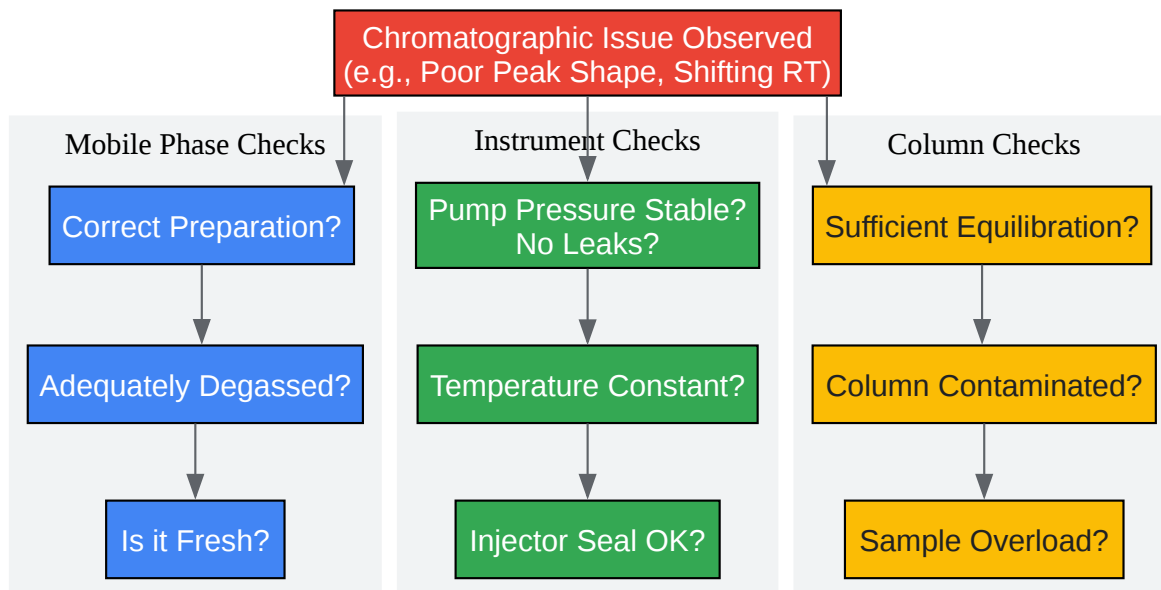 Chromatographic Issue Observed
(e.g., Poor Peak Shape, Shifting RT)
Mobile Phase Checks
Correct Preparation?
Adequately Degassed?
Is it Fresh?
Instrument Checks
Pump Pressure Stable?
No Leaks?
Temperature Constant?
Injector Seal OK?
Column Checks
Sufficient Equilibration?
Column Contaminated?
Sample Overload?